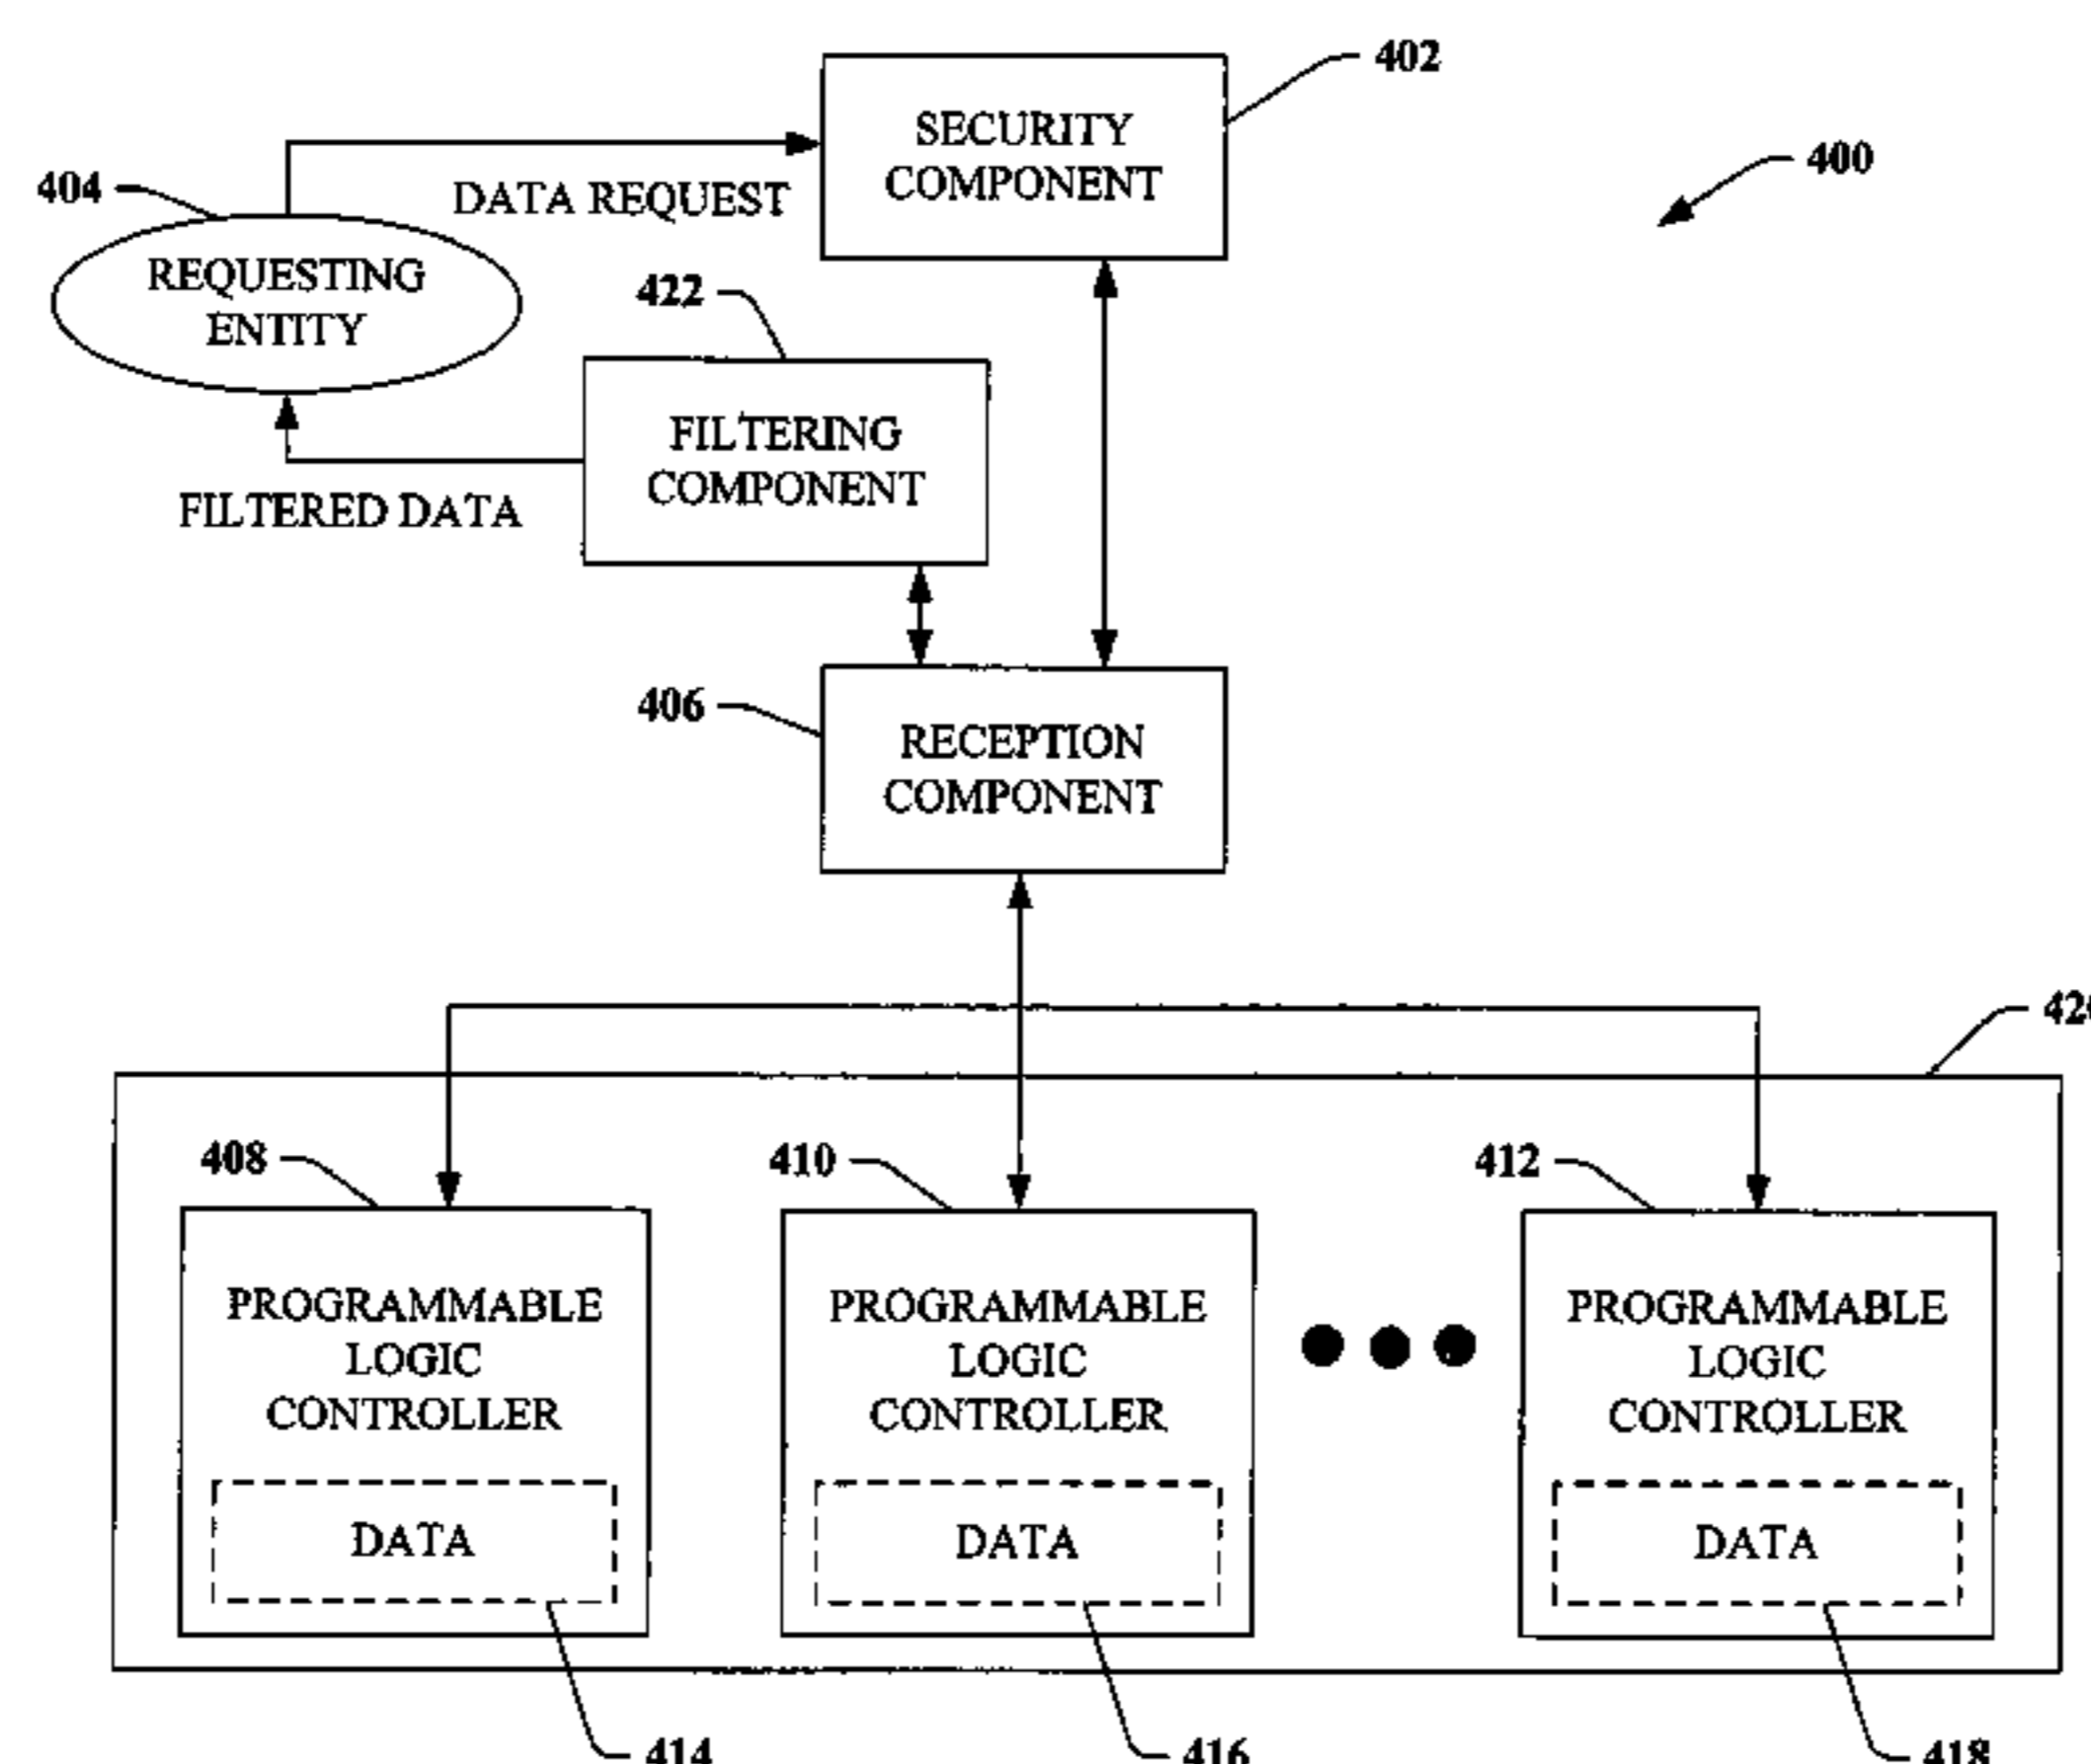 402
SECURITY
COMPONENT
400
404
DATA REQUEST
REQUESTING
ENTITY
422
FILTERING
COMPONENT
FILTERED DATA
406
RECEPTION
COMPONENT
408
410
412
PROGRAMMABLE
LOGIC
CONTROLLER
DATA
PROGRAMMABLE
LOGIC
CONTROLLER
DATA
PROGRAMMABLE
LOGIC
CONTROLLER
DATA
414
416
418